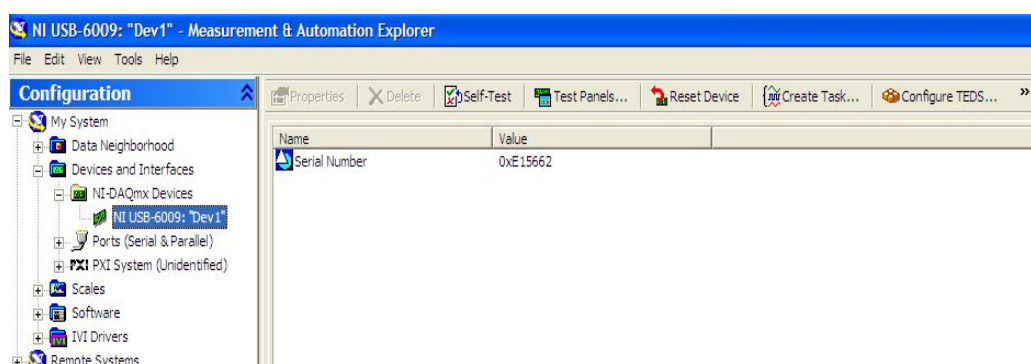 NI USB-6009: "Dev1" - Measurement & Automation Explorer
File Edit View Tools Help
Configuration
Properties Delete Self-Test Test Panels... Reset Device Create Task... Configure TEDS... »
My System
Data Neighborhood
Devices and Interfaces
NI-DAQmx Devices
NI USB-6009: "Dev1"
Ports (Serial & Parallel)
PXI PXI System (Unidentified)
Scales
Software
IVI Drivers
Remote Systems
Name Value
Serial Number 0xE15662